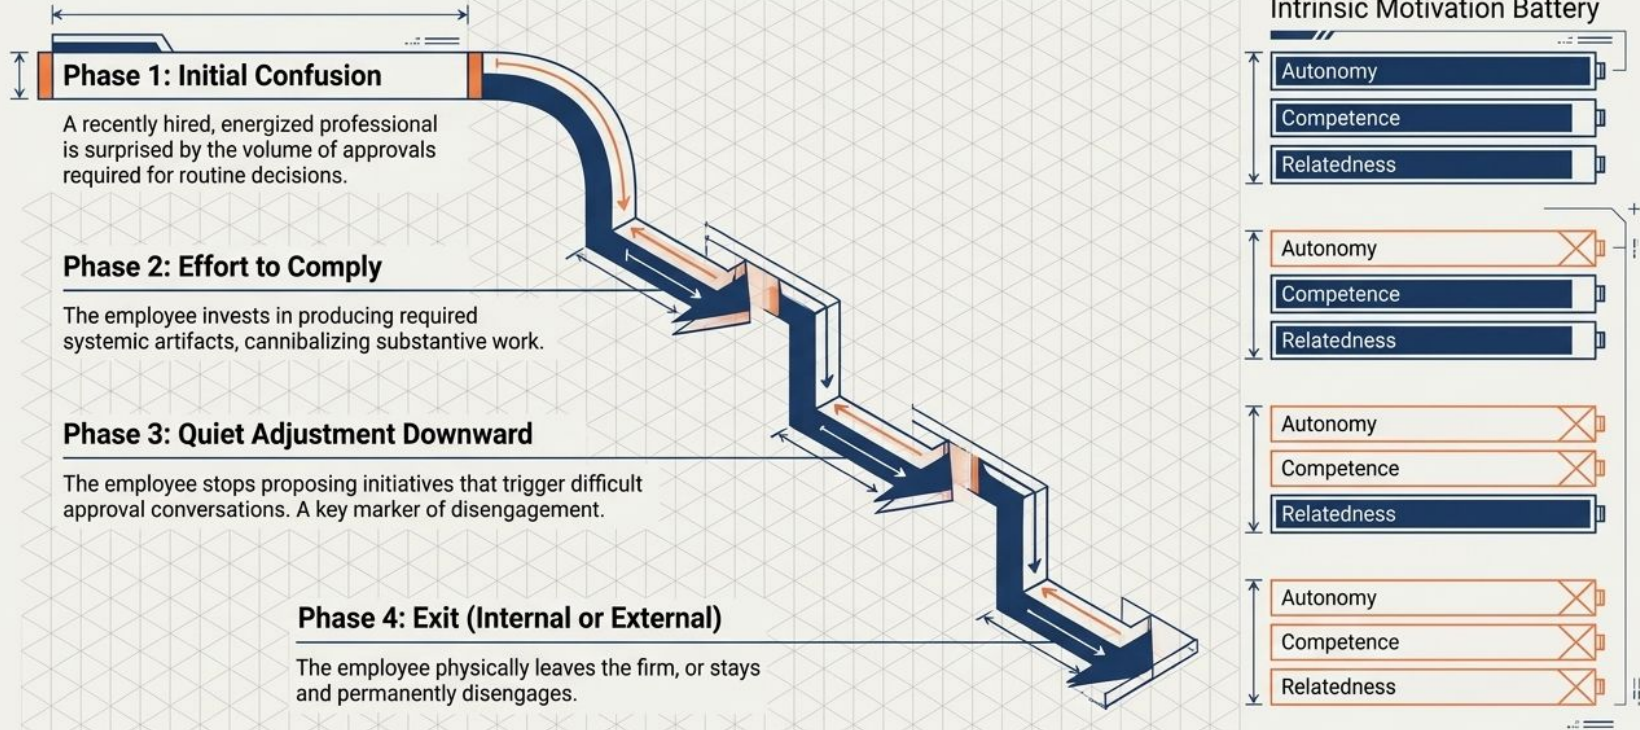 Intrinsic Motivation Battery
Phase 1: Initial Confusion
A recently hired, energized professional
is surprised by the volume of approvals
required for routine decisions.
Autonomy
Competence
Relatedness
Phase 2: Effort to Comply
The employee invests in producing required
systemic artifacts, cannibalizing substantive work.
Autonomy
Competence
Relatedness
Phase 3: Quiet Adjustment Downward
The employee stops proposing initiatives that trigger difficult
approval conversations. A key marker of disengagement.
Autonomy
Competence
Relatedness
Phase 4: Exit (Internal or External)
The employee physically leaves the firm, or stays
and permanently disengages.
Autonomy
Competence
Relatedness